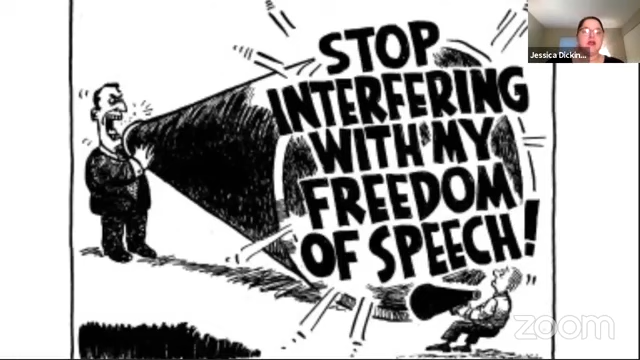 STOP
INTERFERING
WITH MY
FREEDOM
OF SPEECH!
Jessica Dickin...
zoom